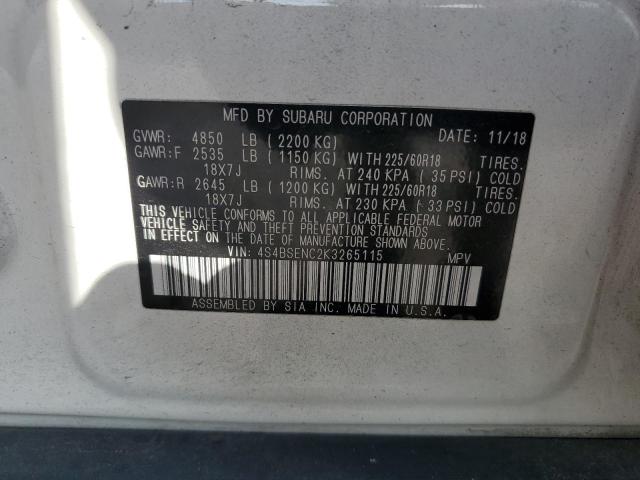 MFD BY SUBARU CORPORATION
GVWR: 4850 LB ( 2200 KG) DATE: 11/18
GAWR:F 2535 LB ( 1150 KG) WITH 225/60R18 TIRES.
18X7J RIMS. AT 240 KPA ( 35 PSI) COLD
GAWR:R 2645 LB ( 1200 KG) WITH 225/60R18 TIRES.
18X7J RIMS. AT 230 KPA ( 33 PSI) COLD
THIS VEHICLE CONFORMS TO ALL APPLICABLE FEDERAL MOTOR
VEHICLE SAFETY AND THEFT PREVENTION STANDARDS
IN EFFECT ON THE DATE OF MANUFACTURE SHOWN ABOVE.
VIN: 4S4BSENC2K3265115 MPV
ASSEMBLED BY SIA INC. MADE IN U.S.A.